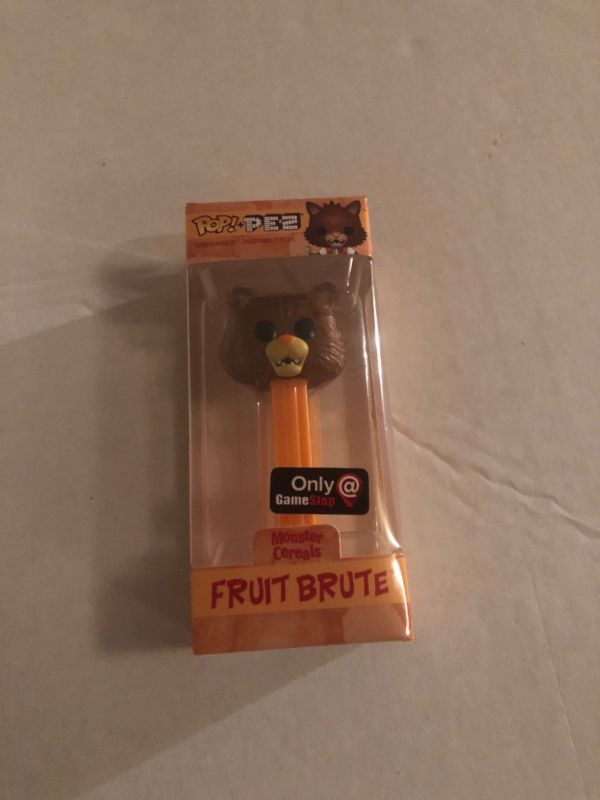 POP!+PEZ
DISPENSER / DISTRIBUTEUR
Only @
GameStop
Monster
Cereals
FRUIT BRUTE